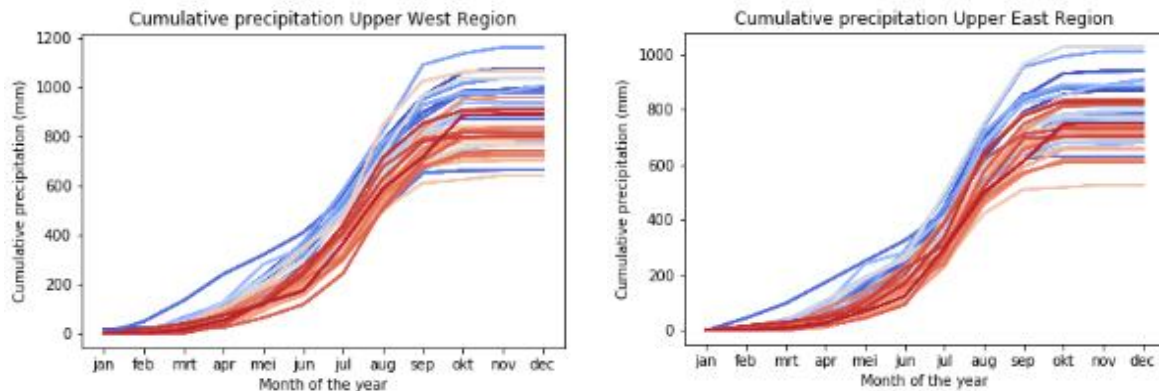 Cumulative precipitation Upper West Region
Cumulative precipitation (mm)
1200
1000
800
600
400
200
0
jan feb mrt apr mei jun jul aug sep okt nov dec
Month of the year
Cumulative precipitation Upper East Region
Cumulative precipitation (mm)
1000
800
600
400
200
0
jan feb mrt apr mei jun jul aug sep okt nov dec
Month of the year